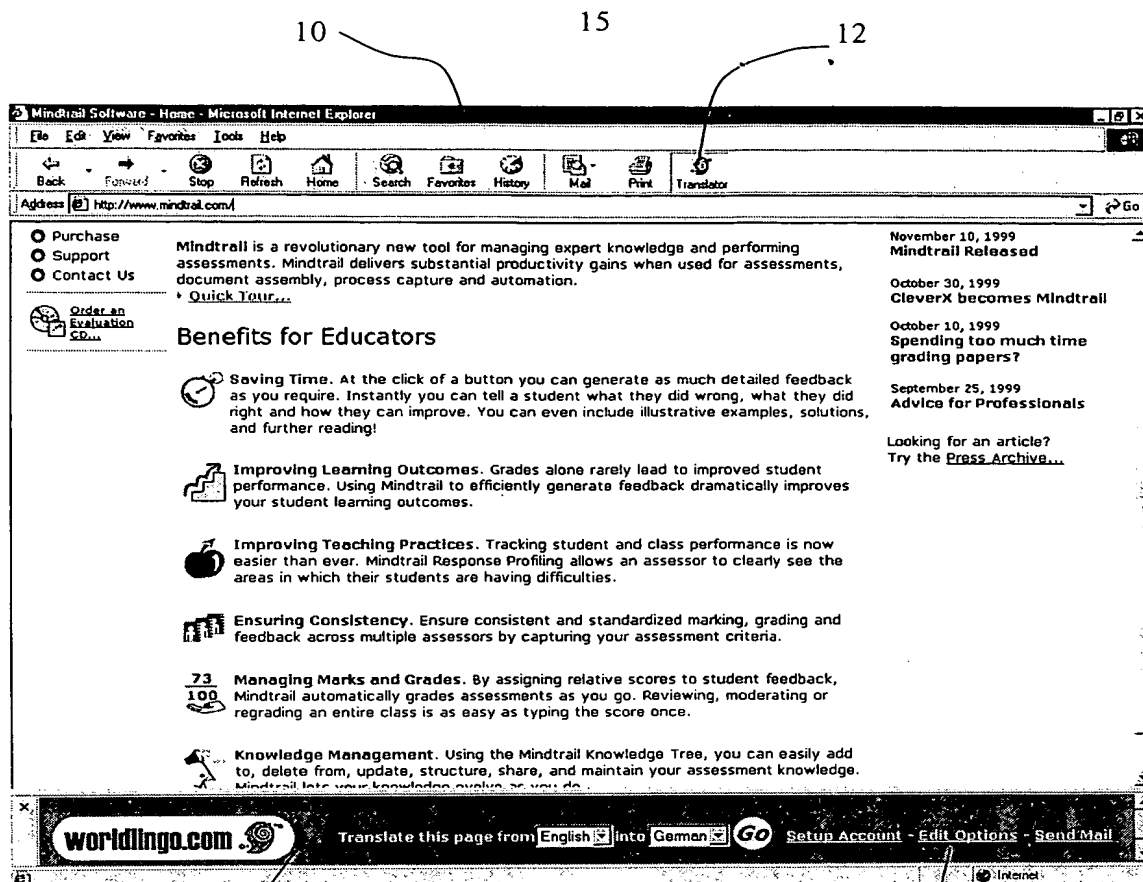 10 15 12
Mindtrail Software - Home - Microsoft Internet Explorer
File Edit View Favorites Tools Help
Back Forward Stop Refresh Home Search Favorites History Mail Print Translator
Address http://www.mindtrail.com/ Go
Purchase
Support
Contact Us
Order an
Evaluation
CD...
Mindtrail is a revolutionary new tool for managing expert knowledge and performing
assessments. Mindtrail delivers substantial productivity gains when used for assessments,
document assembly, process capture and automation.
Quick Tour...
Benefits for Educators
Saving Time. At the click of a button you can generate as much detailed feedback
as you require. Instantly you can tell a student what they did wrong, what they did
right and how they can improve. You can even include illustrative examples, solutions,
and further reading!
Improving Learning Outcomes. Grades alone rarely lead to improved student
performance. Using Mindtrail to efficiently generate feedback dramatically improves
your student learning outcomes.
Improving Teaching Practices. Tracking student and class performance is now
easier than ever. Mindtrail Response Profiling allows an assessor to clearly see the
areas in which their students are having difficulties.
Ensuring Consistency. Ensure consistent and standardized marking, grading and
feedback across multiple assessors by capturing your assessment criteria.
73
100
Managing Marks and Grades. By assigning relative scores to student feedback,
Mindtrail automatically grades assessments as you go. Reviewing, moderating or
regrading an entire class is as easy as typing the score once.
Knowledge Management. Using the Mindtrail Knowledge Tree, you can easily add
to, delete from, update, structure, share, and maintain your assessment knowledge.
Mindtrail lets your knowledge evolve as you do.
November 10, 1999
Mindtrail Released
October 30, 1999
CleverX becomes Mindtrail
October 10, 1999
Spending too much time
grading papers?
September 25, 1999
Advice for Professionals
Looking for an article?
Try the Press Archive...
worldlingo.com Translate this page from English into German GO Setup Account - Edit Options - Send Mail
Internet